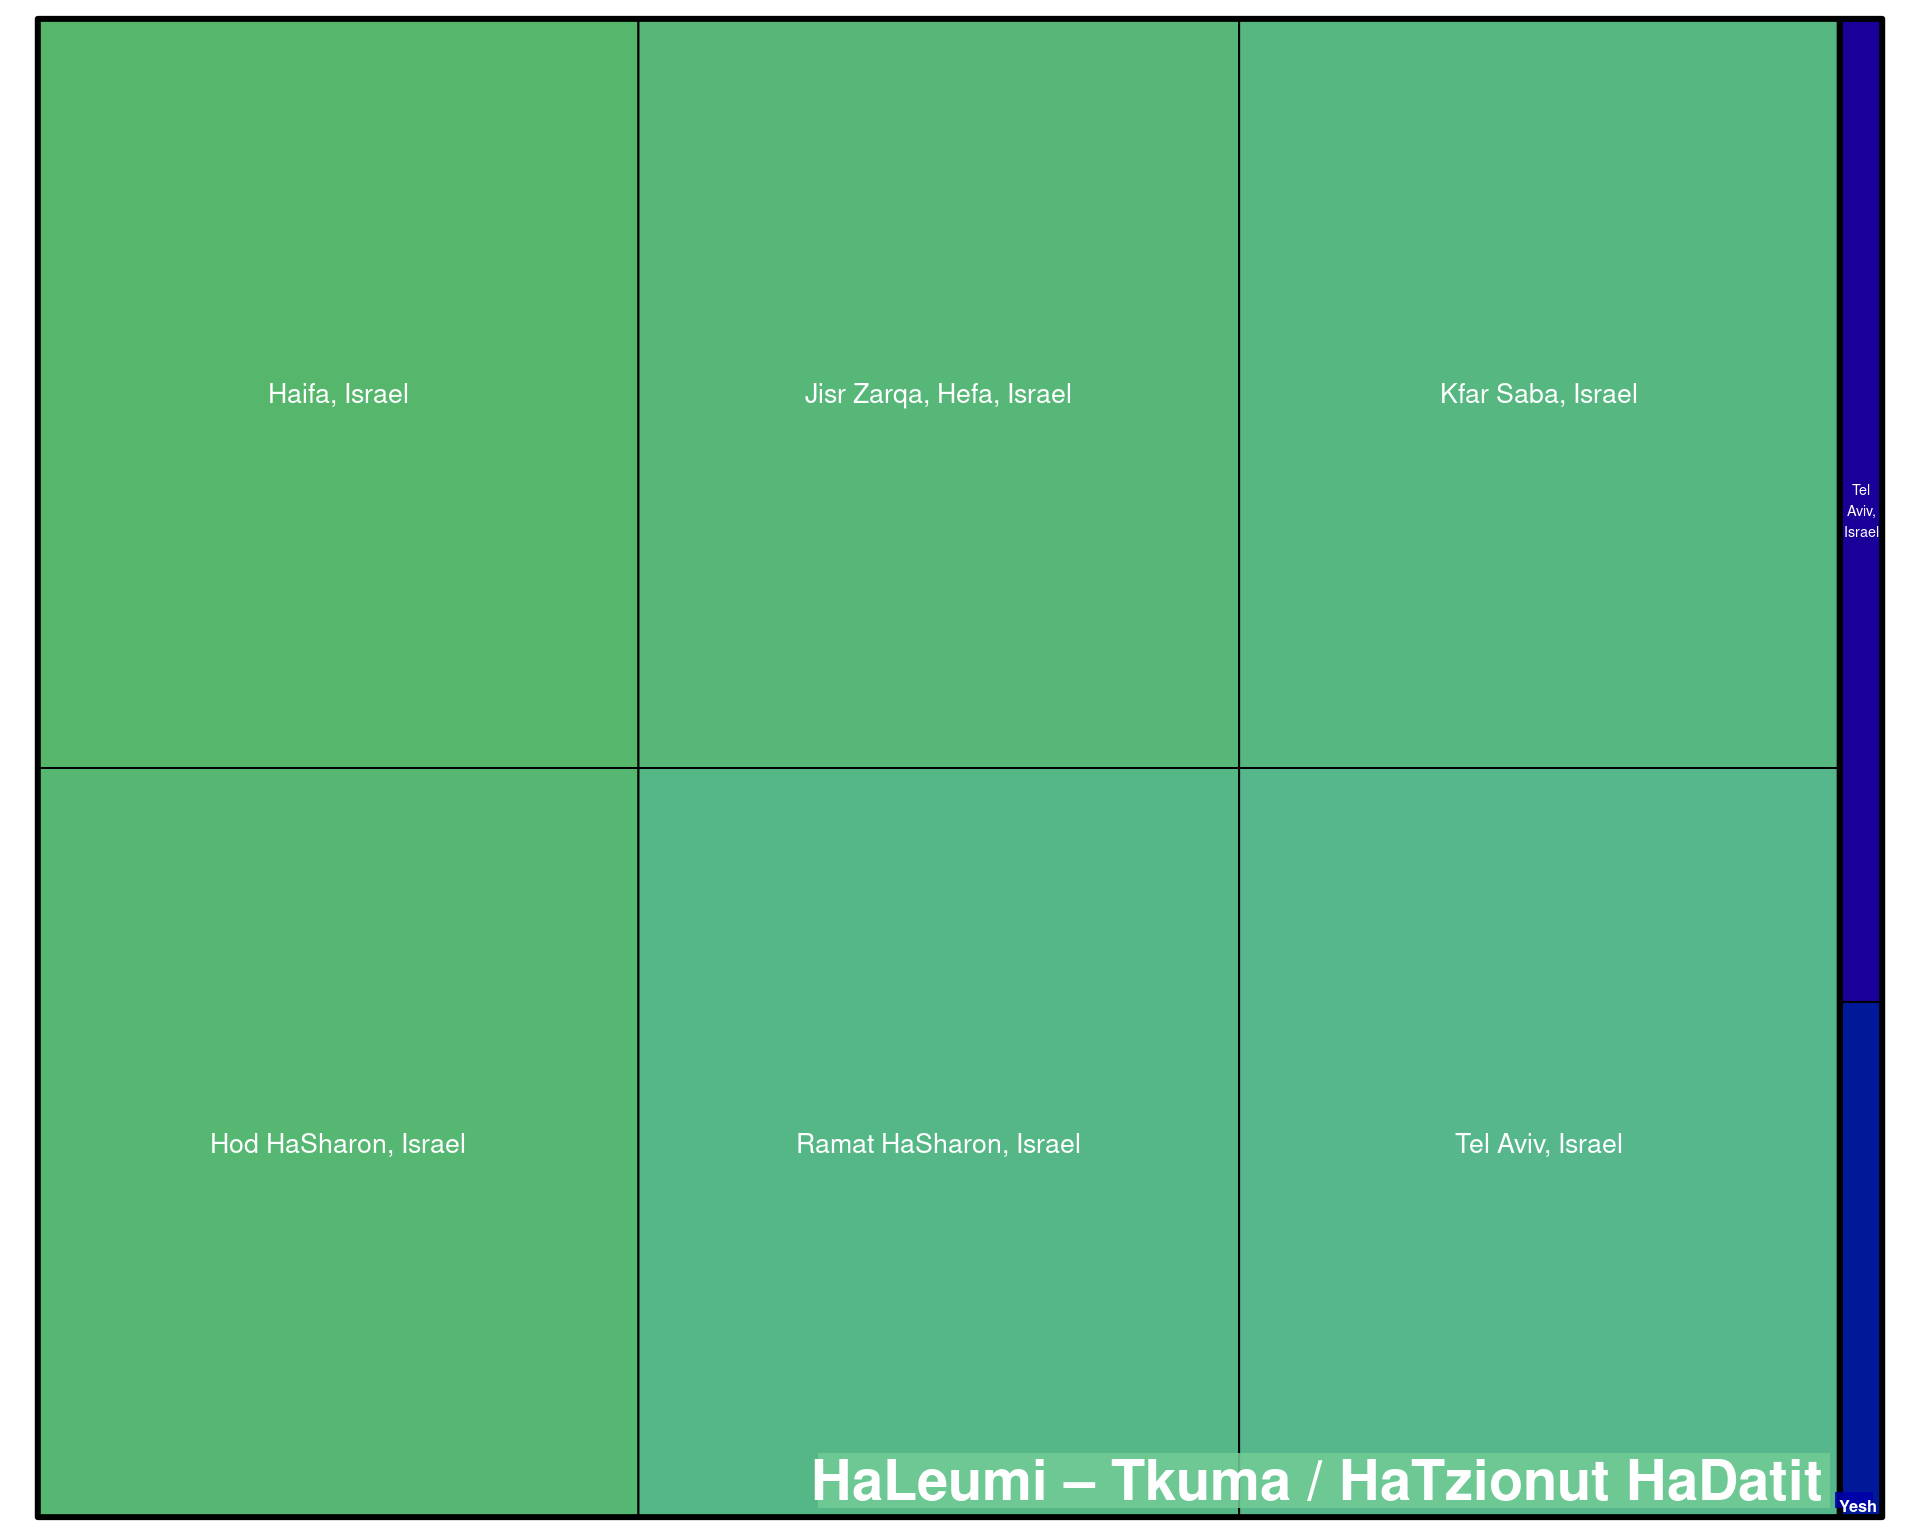 Haifa, Israel
Jisr Zarqa, Hefa, Israel
Kfar Saba, Israel
Tel
Aviv,
Israel
Hod HaSharon, Israel
Ramat HaSharon, Israel
Tel Aviv, Israel
HaLeumi – Tkuma / HaTzionut HaDatit
Yesh